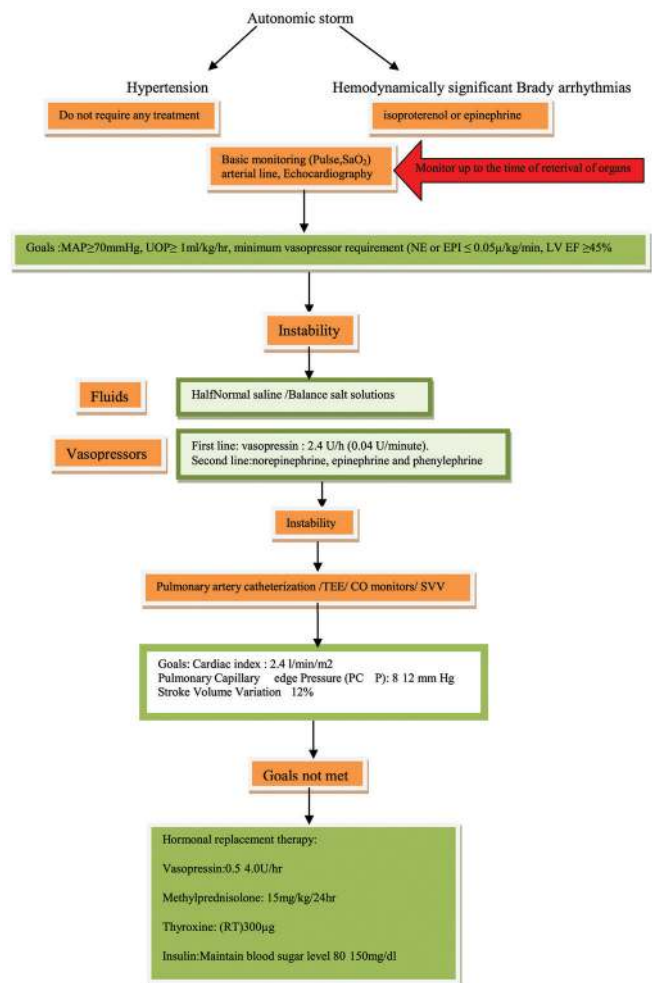 Autonomic storm
Hypertension
Hemodynamically significant Brady arrhythmias
Do not require any treatment
isoproterenol or epinephrine
Basic monitoring (Pulse,SaO₂)
arterial line, Echocardiography
Monitor up to the time of reterival of organs
Goals :MAP≥70mmHg, UOP≥ 1ml/kg/hr, minimum vasopressor requirement (NE or EPI ≤ 0.05μ/kg/min, LV EF ≥45%
Instability
Fluids
HalfNormal saline /Balance salt solutions
Vasopressors
First line: vasopressin : 2.4 U/h (0.04 U/minute).
Second line:norepinephrine, epinephrine and phenylephrine
Instability
Pulmonary artery catheterization /TEE/ CO monitors/ SVV
Goals: Cardiac index : 2.4 l/min/m2
Pulmonary Capillary edge Pressure (PC P): 8 12 mm Hg
Stroke Volume Variation 12%
Goals not met
Hormonal replacement therapy:
Vasopressin:0.5 4.0U/hr
Methylprednisolone: 15mg/kg/24hr
Thyroxine: (RT)300μg
Insulin:Maintain blood sugar level 80 150mg/dl